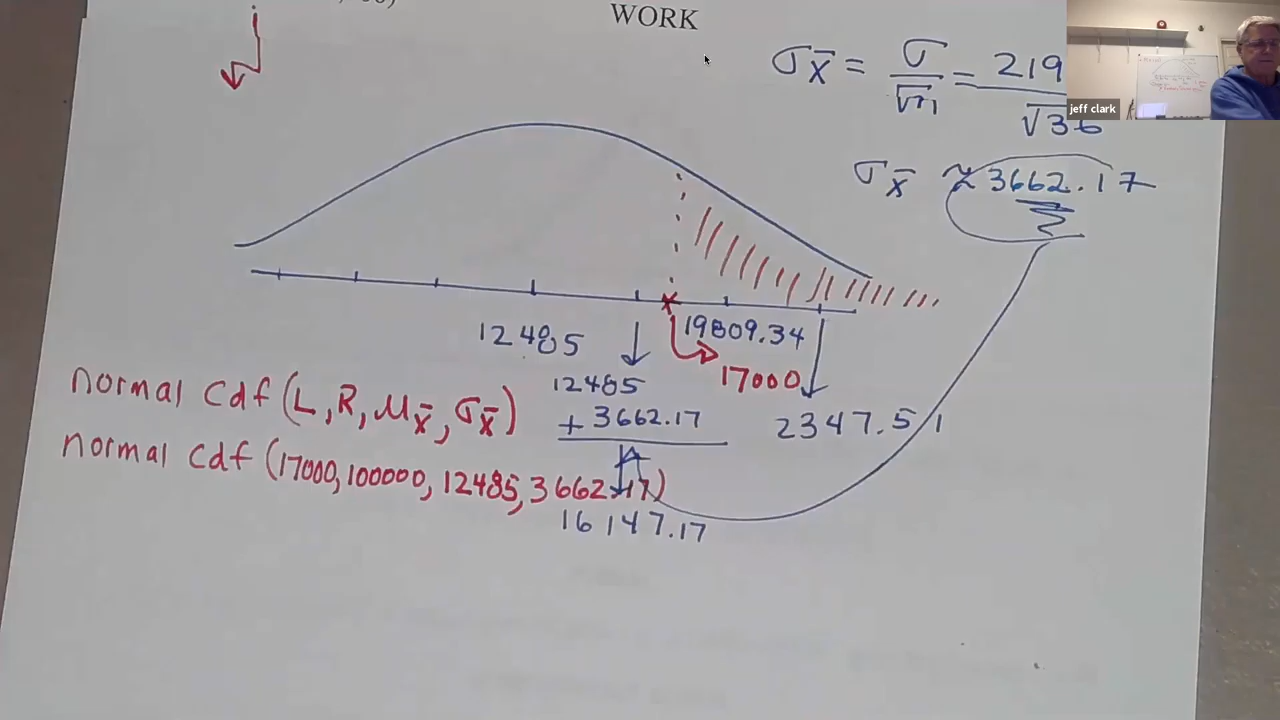 WORK
σx̄ = σ/√n = 219
√36
jeff clark
σx̄ ≈ 3662.17
12485
19809.34
12485
17000
+ 3662.17
2347.51
normal cdf (L, R, μx̄, σx̄)
normal cdf (17000, 100000, 12485, 3662.17)
16147.17